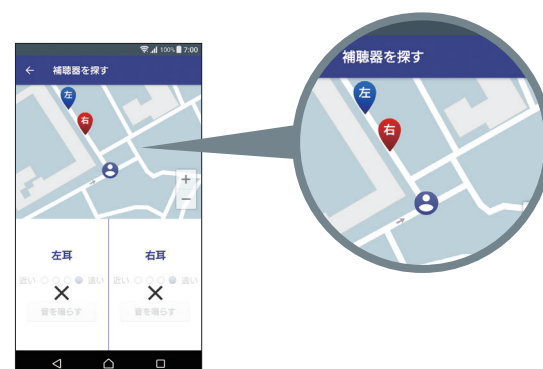 100% 7:00
補聴器を探す
左
右
+
−
左耳
近い 遠い
音を鳴らす
右耳
近い 遠い
音を鳴らす
補聴器を探す
左
右